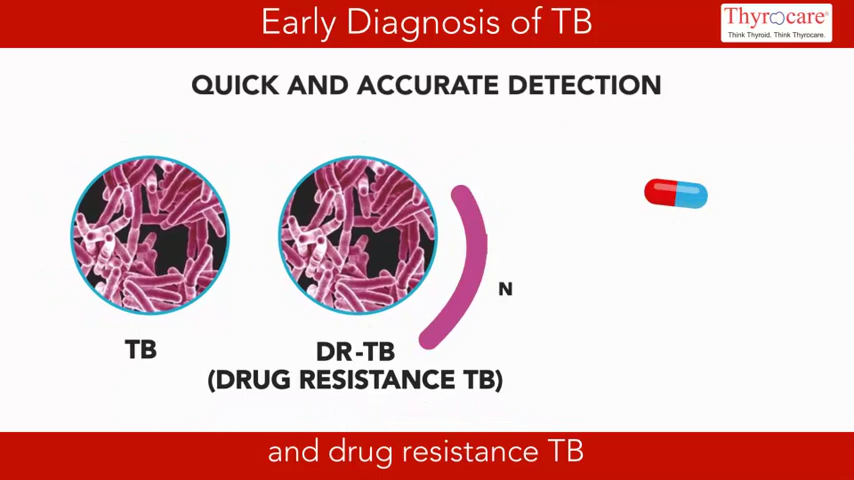 Early Diagnosis of TB
Thyrocare®
Think Thyroid. Think Thyrocare.
QUICK AND ACCURATE DETECTION
N
TB
DR-TB
(DRUG RESISTANCE TB)
and drug resistance TB